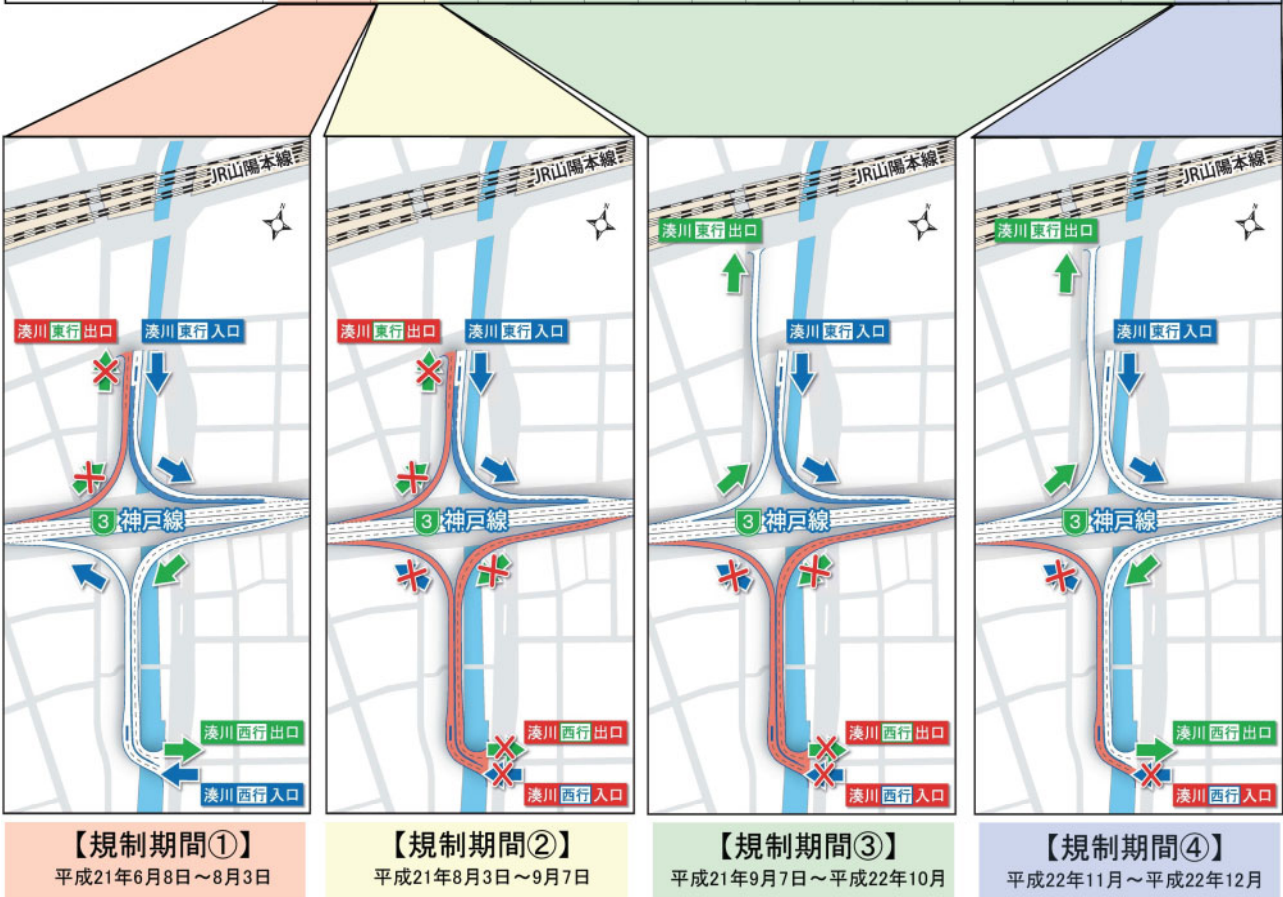 JR山陽本線
N
湊川 東行 出口
湊川 東行 入口
3 神戸線
湊川 西行 出口
湊川 西行 入口
【規制期間①】
平成21年6月8日～8月3日
JR山陽本線
N
湊川 東行 出口
湊川 東行 入口
3 神戸線
湊川 西行 出口
湊川 西行 入口
【規制期間②】
平成21年8月3日～9月7日
JR山陽本線
N
湊川 東行 出口
湊川 東行 入口
3 神戸線
湊川 西行 出口
湊川 西行 入口
【規制期間③】
平成21年9月7日～平成22年10月
JR山陽本線
N
湊川 東行 出口
湊川 東行 入口
3 神戸線
湊川 西行 出口
湊川 西行 入口
【規制期間④】
平成22年11月～平成22年12月